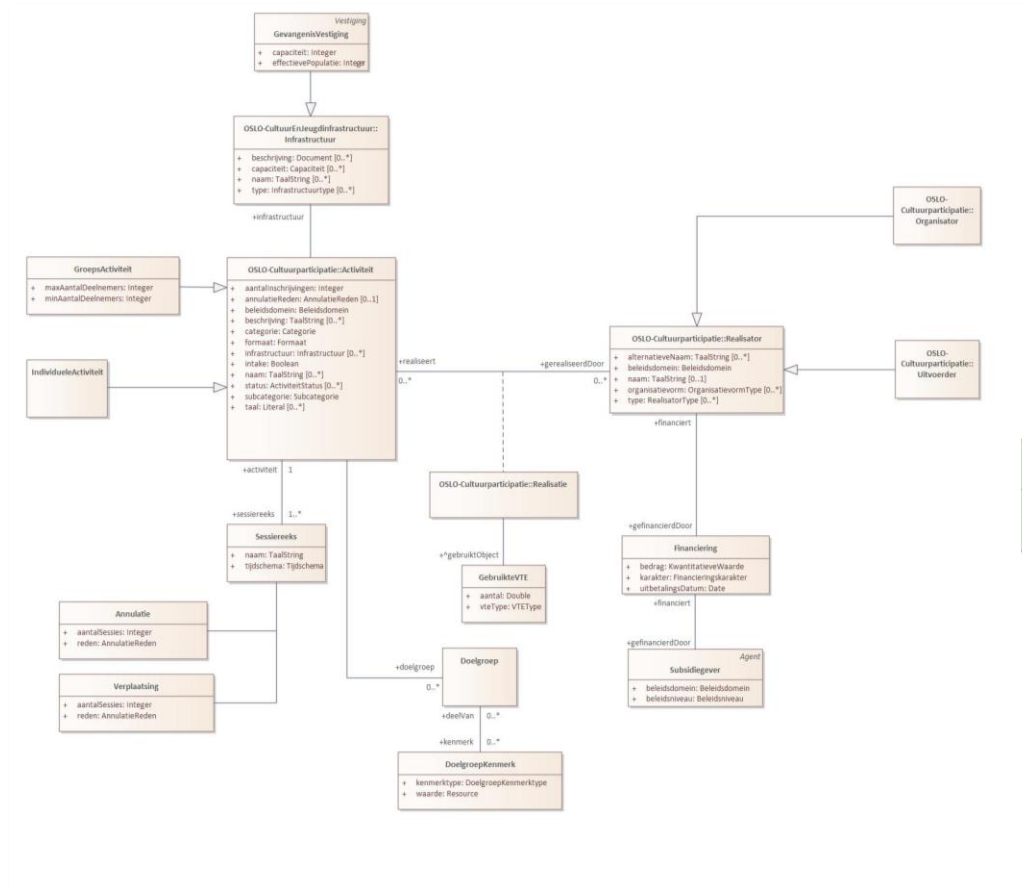 Vestiging
GevangenisVestiging
+ capaciteit: Integer
+ effectievePopulatie: Integer
OSLO-CultuurEnJeugdinfrastructuur::
Infrastructuur
+ beschrijving: Document [0..*]
+ capaciteit: Capaciteit [0..*]
+ naam: TaalString [0..*]
+ type: Infrastructuurtype [0..*]
+infrastructuur
OSLO-
Cultuurparticipatie::
Organisator
GroepsActiviteit
+ maxAantalDeelnemers: Integer
+ minAantalDeelnemers: Integer
IndividueleActiviteit
OSLO-Cultuurparticipatie::Activiteit
+ aantalInschrijvingen: Integer
+ annulatieReden: AnnulatieReden [0..1]
+ beleidsdomein: Beleidsdomein
+ beschrijving: TaalString [0..*]
+ categorie: Categorie
+ formaat: Formaat
+ infrastructuur: Infrastructuur [0..*]
+ intake: Boolean
+ naam: TaalString [0..*]
+ status: ActiviteitStatus [0..*]
+ subcategorie: Subcategorie
+ taal: Literal [0..*]
+realiseert
0..*
+gerealiseerdDoor
0..*
OSLO-Cultuurparticipatie::Realisator
+ alternatieveNaam: TaalString [0..*]
+ beleidsdomein: Beleidsdomein
+ naam: TaalString [0..1]
+ organisatievorm: OrganisatievormType [0..*]
+ type: RealisatorType [0..*]
OSLO-
Cultuurparticipatie::
Uitvoerder
+financiert
+activiteit 1
+sessiereeks 1..*
OSLO-Cultuurparticipatie::Realisatie
Sessiereeks
+ naam: TaalString
+ tijdschema: Tijdschema
+^gebruiktObject
GebruikteVTE
+ aantal: Double
+ vteType: VTEType
+gefinancierdDoor
Financiering
+ bedrag: KwantitatieveWaarde
+ karakter: Financieringskarakter
+ uitbetalingsDatum: Date
+financiert
Annulatie
+ aantalSessies: Integer
+ reden: AnnulatieReden
Verplaatsing
+ aantalSessies: Integer
+ reden: AnnulatieReden
+doelgroep
0..*
Doelgroep
+gefinancierdDoor
Agent
Subsidiegever
+ beleidsdomein: Beleidsdomein
+ beleidsniveau: Beleidsniveau
+deelVan 0..*
+kenmerk 0..*
DoelgroepKenmerk
+ kenmerktype: DoelgroepKenmerktype
+ waarde: Resource